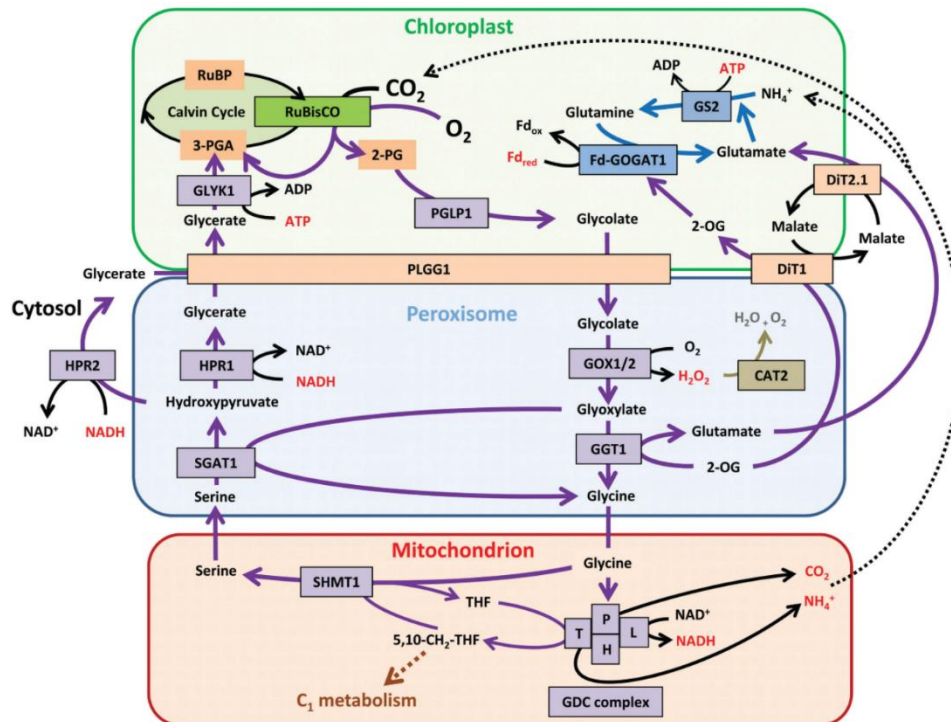 Chloroplast
RuBP
Calvin Cycle
RuBisCO
CO2
O2
3-PGA
2-PG
GLYK1
ADP
ATP
Glycerate
PGLP1
Glycolate
ADP
ATP
GS2
NH4+
Glutamine
Fdox
Fdred
Fd-GOGAT1
Glutamate
DiT2.1
2-OG
Malate
Malate
Glycerate
PLGG1
DiT1
Cytosol
Peroxisome
Glycerate
Glycolate
H2O + O2
HPR2
HPR1
NAD+
NADH
GOX1/2
O2
H2O2
CAT2
Hydroxypyruvate
Glyoxylate
NAD+
NADH
Glutamate
SGAT1
GGT1
2-OG
Serine
Glycine
Mitochondrion
Serine
SHMT1
Glycine
CO2
THF
NH4+
P
T
L
H
NAD+
NADH
5,10-CH2-THF
C1 metabolism
GDC complex